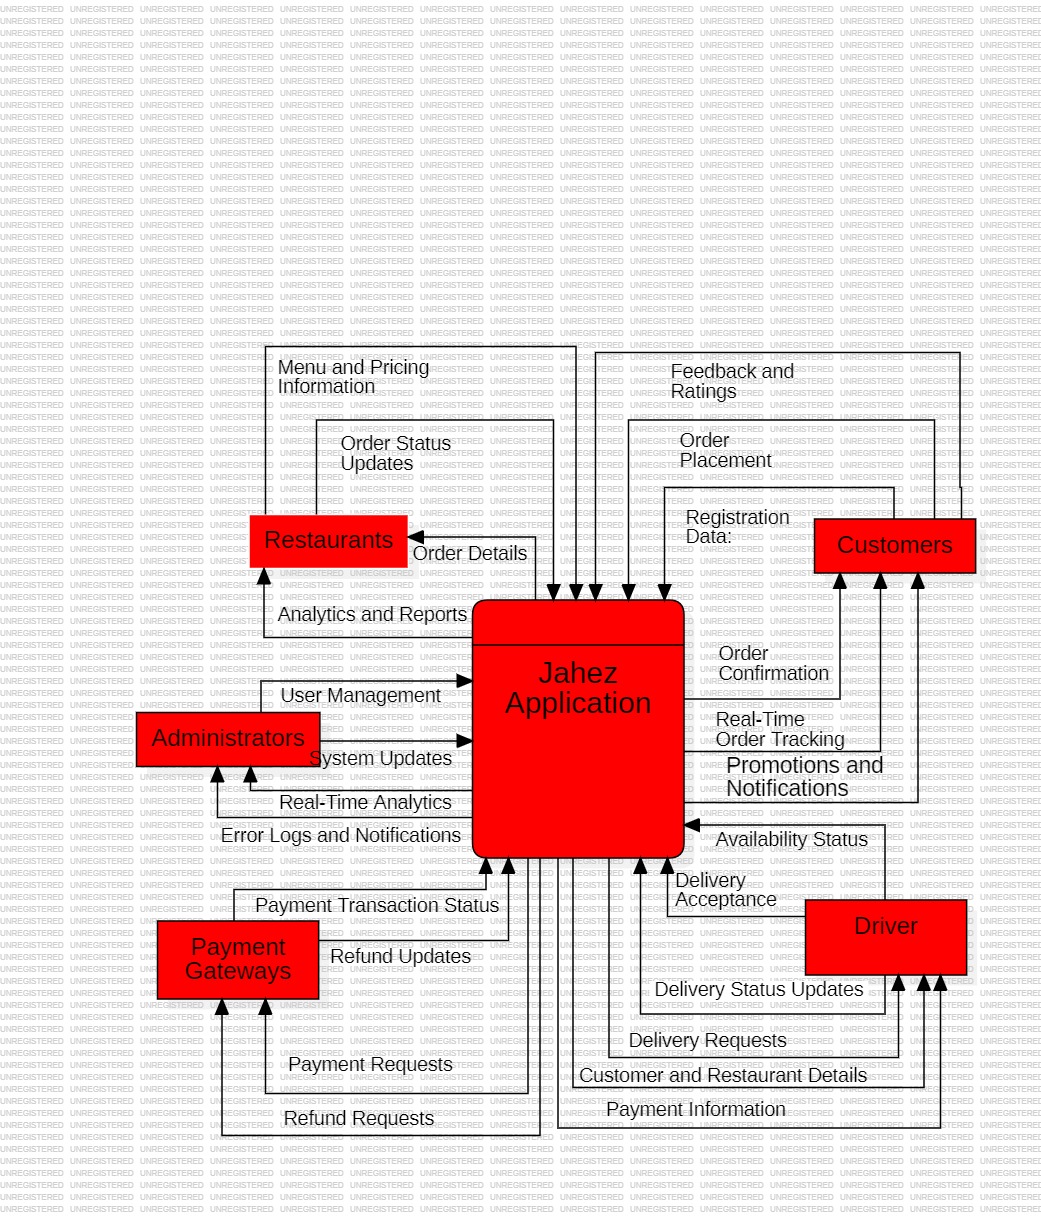 Menu and Pricing
Information
Feedback and
Ratings
Order Status
Updates
Order
Placement
Registration
Data:
Restaurants
Order Details
Customers
Analytics and Reports
Jahez
Application
Order
Confirmation
User Management
Real-Time
Order Tracking
Administrators
System Updates
Promotions and
Notifications
Real-Time Analytics
Error Logs and Notifications
Availability Status
Delivery
Acceptance
Payment Transaction Status
Driver
Payment
Gateways
Refund Updates
Delivery Status Updates
Delivery Requests
Payment Requests
Customer and Restaurant Details
Refund Requests
Payment Information
UNREGISTERED